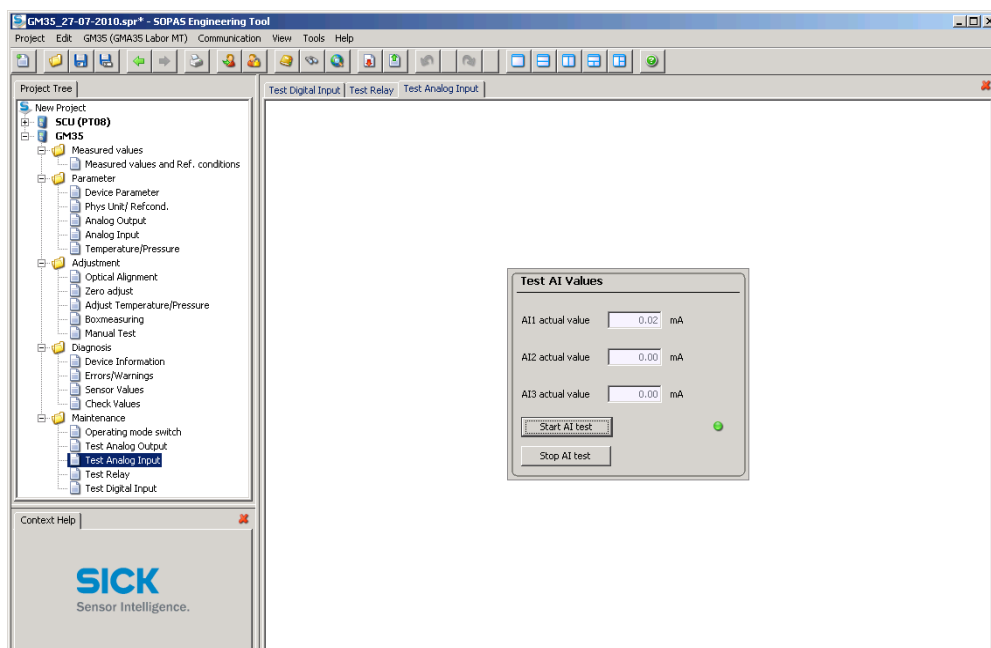 GM35_27-07-2010.spr* - SOPAS Engineering Tool
Project Edit GM35 (GMA35 Labor MT) Communication View Tools Help
Project Tree
New Project
SCU (PT08)
GM35
Measured values
Measured values and Ref. conditions
Parameter
Device Parameter
Phys Unit/ Refcond.
Analog Output
Analog Input
Temperature/Pressure
Adjustment
Optical Alignment
Zero adjust
Adjust Temperature/Pressure
Boxmeasuring
Manual Test
Diagnosis
Device Information
Errors/Warnings
Sensor Values
Check Values
Maintenance
Operating mode switch
Test Analog Output
Test Analog Input
Test Relay
Test Digital Input
Context Help
SICK
Sensor Intelligence.
Test Digital Input Test Relay Test Analog Input
Test AI Values
AI1 actual value 0.02 mA
AI2 actual value 0.00 mA
AI3 actual value 0.00 mA
Start AI test
Stop AI test